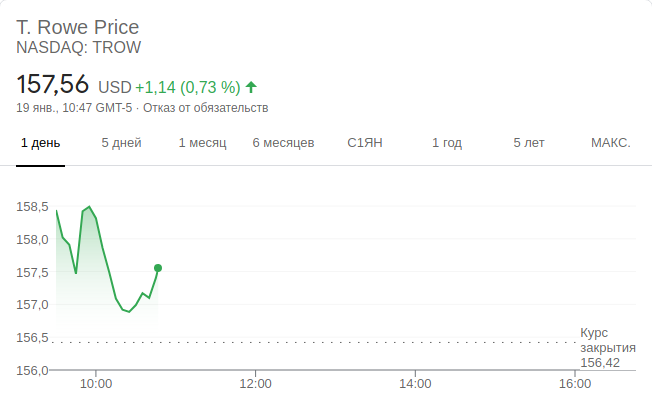 T. Rowe Price
NASDAQ: TROW
157,56 USD +1,14 (0,73 %)
19 янв., 10:47 GMT-5 · Отказ от обязательств
1 день 5 дней 1 месяц 6 месяцев С1ЯН 1 год 5 лет МАКС.
158,5
158,0
157,5
157,0
156,5
Курс
закрытия
156,42
156,0
10:00 12:00 14:00 16:00